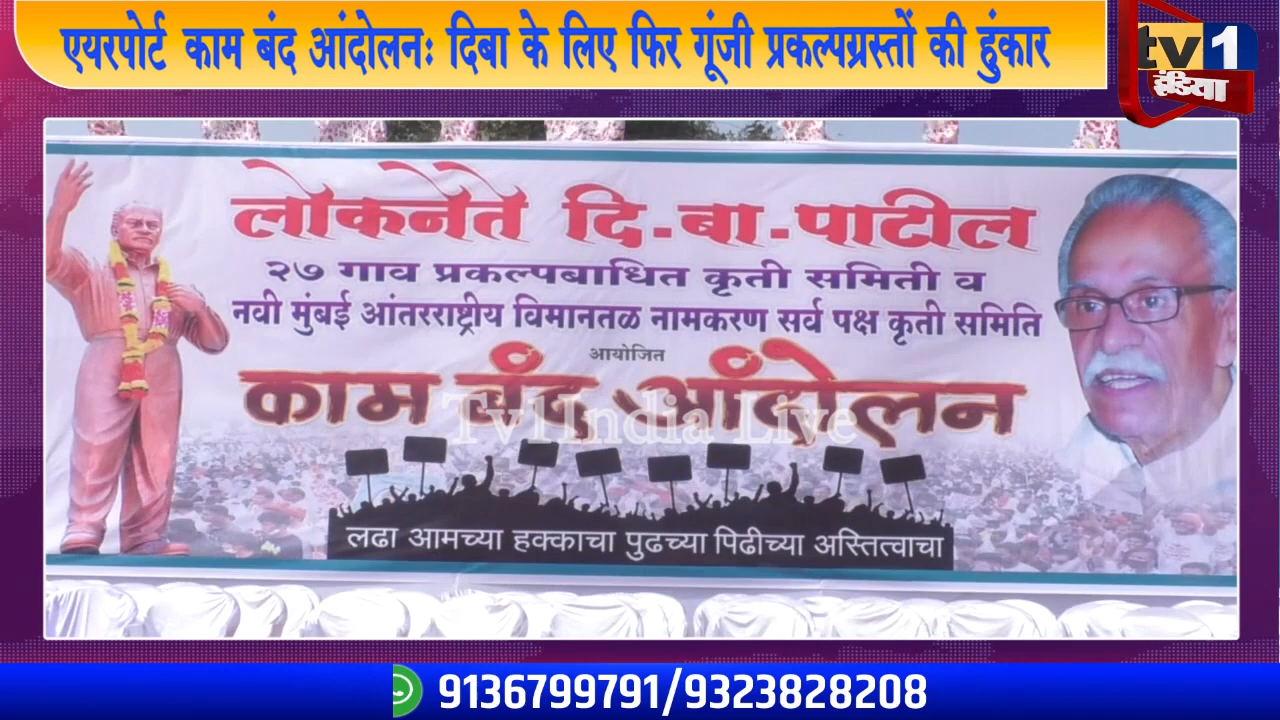 एयरपोर्ट काम बंद आंदोलनः दिबा के लिए फिर गूंजी प्रकल्पग्रस्तों की हुंकार
tv1
इंडिया
लोकनेते दि-बा-पाटील
२७ गाव प्रकल्पबाधित कृती समिती व
नवी मुंबई आंतरराष्ट्रीय विमानतळ नामकरण सर्व पक्ष कृती समिति
आयोजित
काम बंद आंदोलन
Tv1India Live
लढा आमच्या हक्काचा पुढच्या पिढीच्या अस्तित्वाचा
9136799791/9323828208